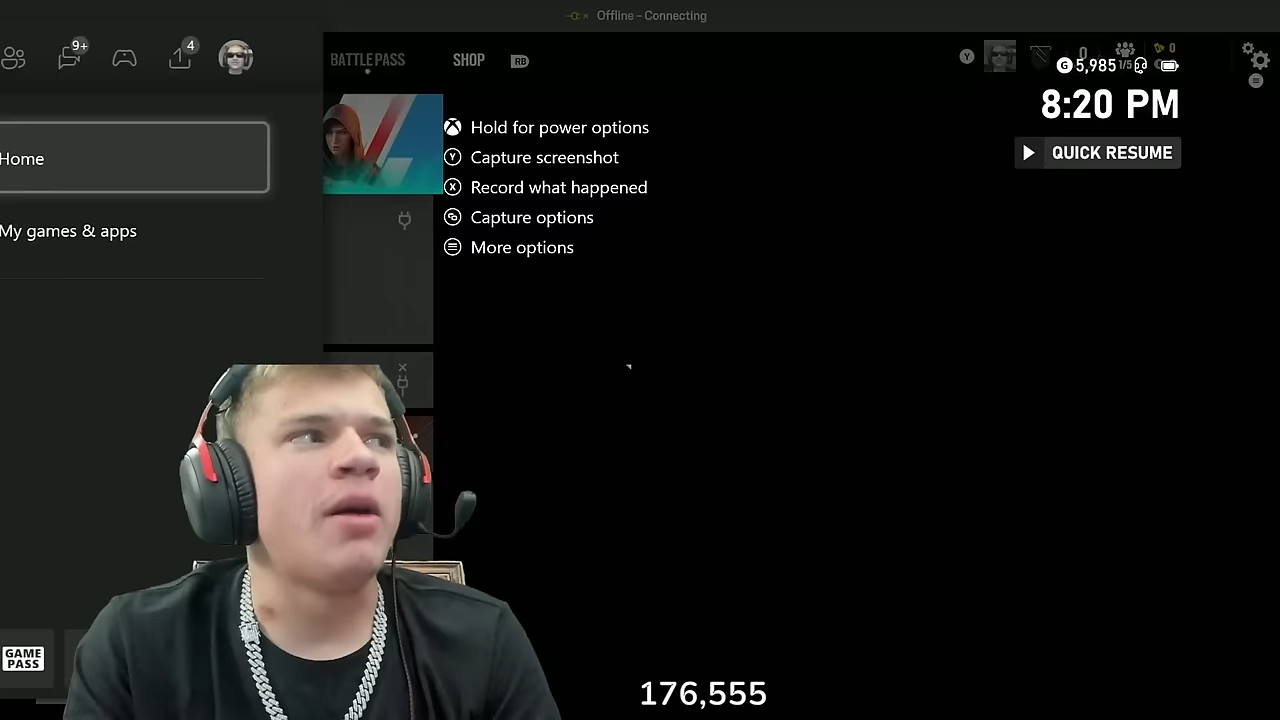 Offline – Connecting
9+
4
BATTLE PASS
SHOP
RB
Y
0
1/5
0
G 5,985
8:20 PM
QUICK RESUME
Home
My games & apps
Hold for power options
Y Capture screenshot
X Record what happened
Capture options
More options
GAME
PASS
176,555